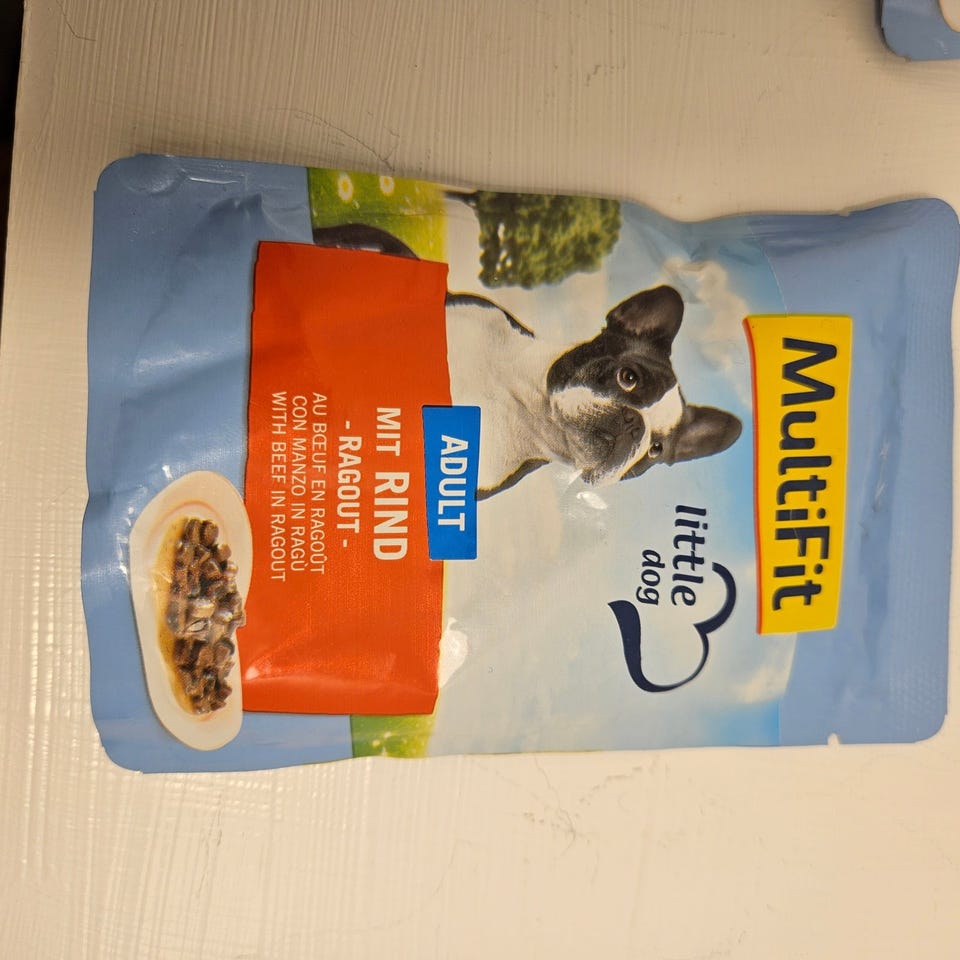 MultiFit
little
dog
ADULT
MIT RIND
- RAGOUT -
AU BŒUF EN RAGOÛT
CON MANZO IN RAGÙ
WITH BEEF IN RAGOUT